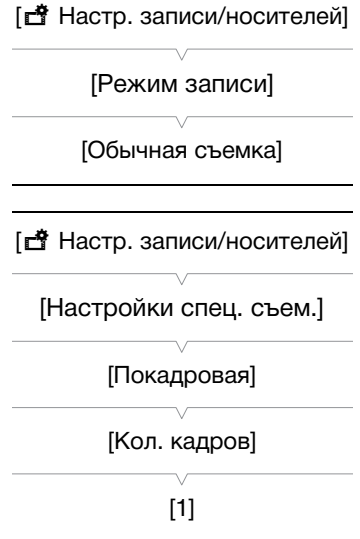 [ Настр. записи/носителей]
[Режим записи]
[Обычная съемка]
[ Настр. записи/носителей]
[Настройки спец. съем.]
[Покадровая]
[Кол. кадров]
[1]